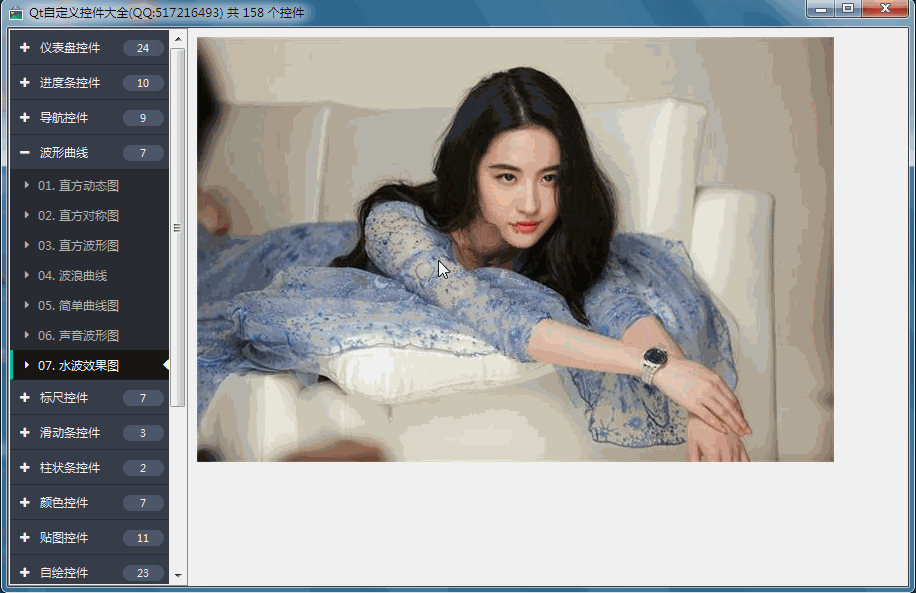 Qt自定义控件大全(QQ:517216493) 共 158 个控件
仪表盘控件 24
进度条控件 10
导航控件 9
波形曲线 7
01. 直方动态图
02. 直方对称图
03. 直方波形图
04. 波浪曲线
05. 简单曲线图
06. 声音波形图
07. 水波效果图
标尺控件 7
滑动条控件 3
柱状条控件 2
颜色控件 7
贴图控件 11
自绘控件 23